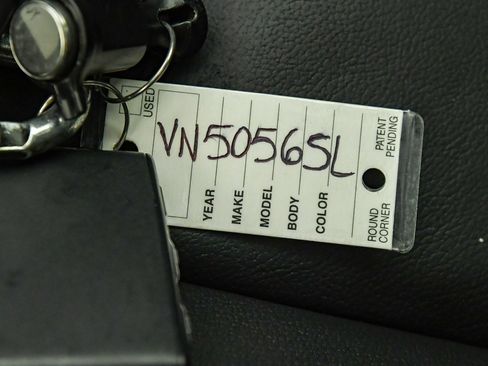 USED
VN5056SL
YEAR
MAKE
MODEL
BODY
COLOR
PATENT
PENDING
ROUND
CORNER